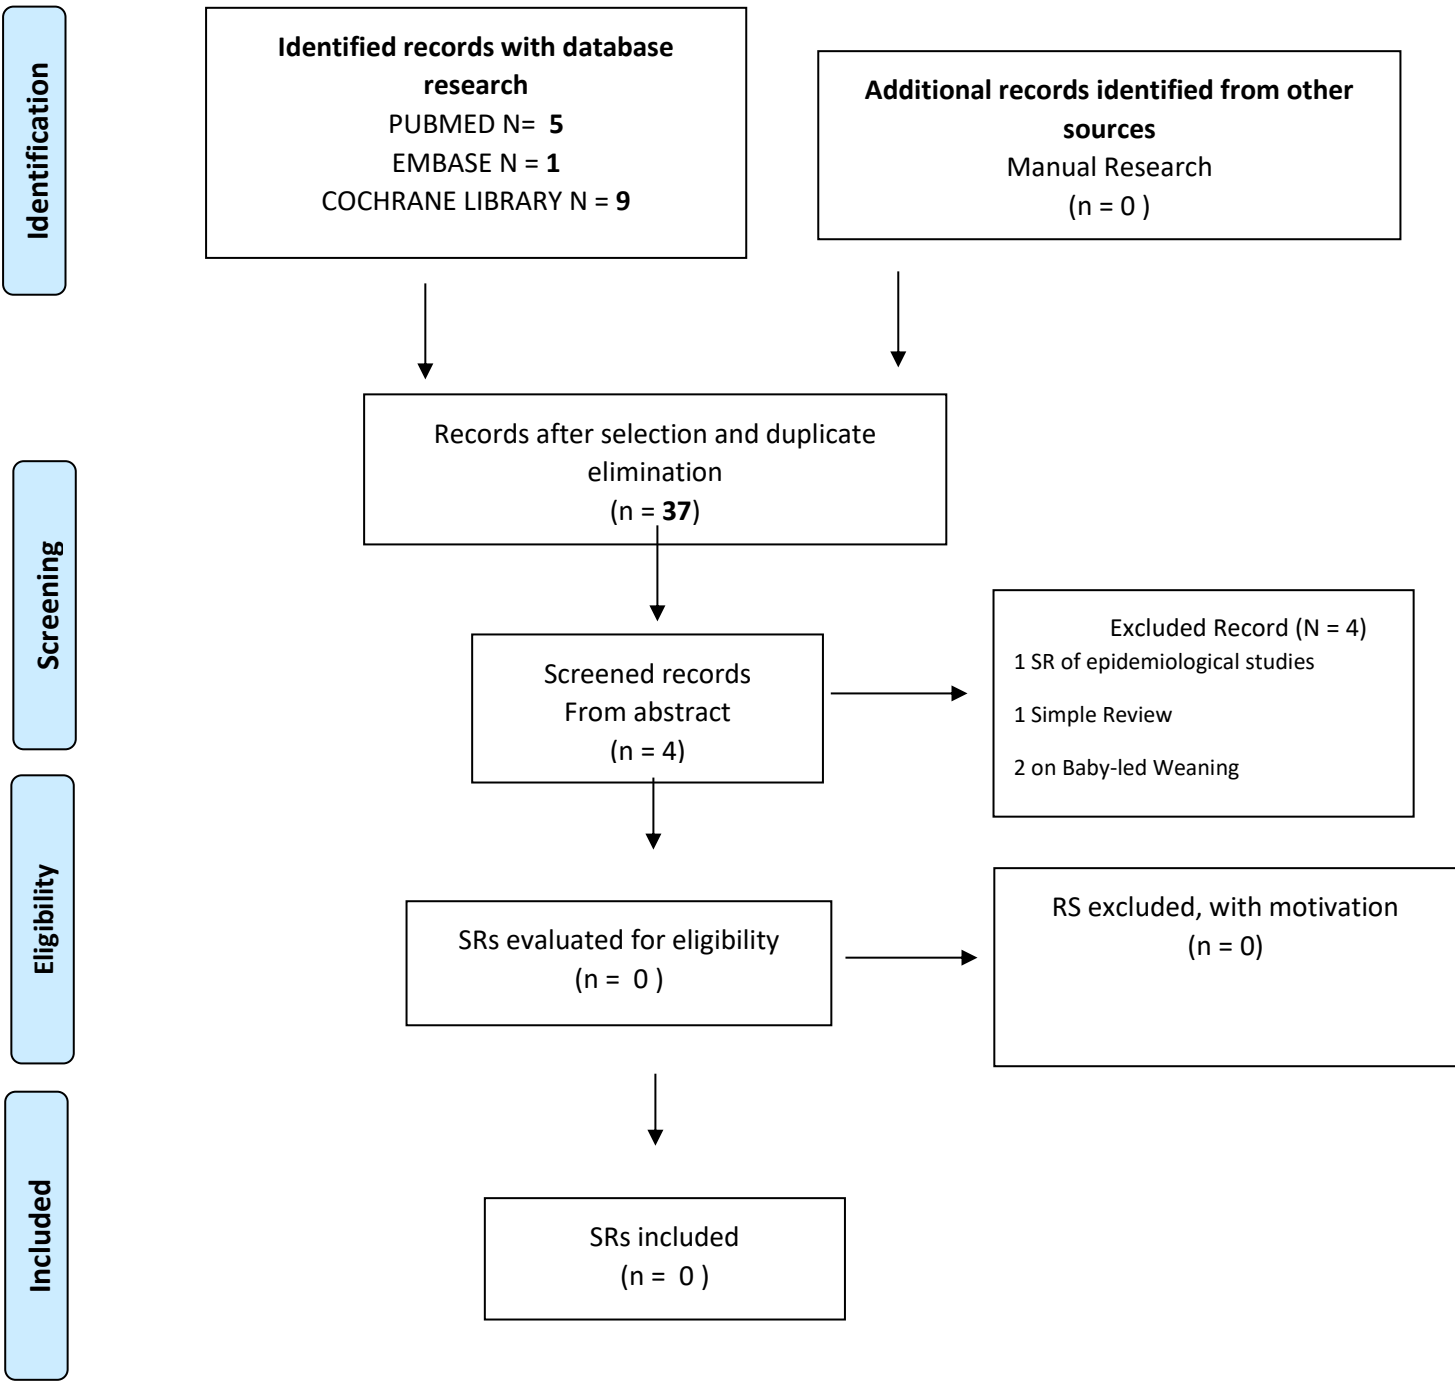 Identification
Identified records with database
research
PUBMED N=  5
EMBASE N = 1
COCHRANE LIBRARY N = 9
Additional records identified from other
sources
Manual Research
(n = 0 )
Records after selection and duplicate
elimination
(n = 37)
Screening
Screened records
From abstract
(n = 4)
Excluded Record (N = 4)
1 SR of epidemiological studies
1 Simple Review
2 on Baby-led Weaning
Eligibility
SRs evaluated for eligibility
(n =  0 )
RS excluded, with motivation
(n = 0)
Included
SRs included
(n =  0 )